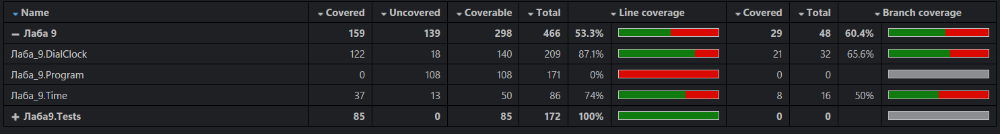 Name Covered Uncovered Coverable Total Line coverage Covered Total Branch coverage
Лаба 9 159 139 298 466 53.3% 29 48 60.4%
Лаба_9.DialClock 122 18 140 209 87.1% 21 32 65.6%
Лаба_9.Program 0 108 108 171 0% 0 0
Лаба_9.Time 37 13 50 86 74% 8 16 50%
Лаба9.Tests 85 0 85 172 100% 0 0